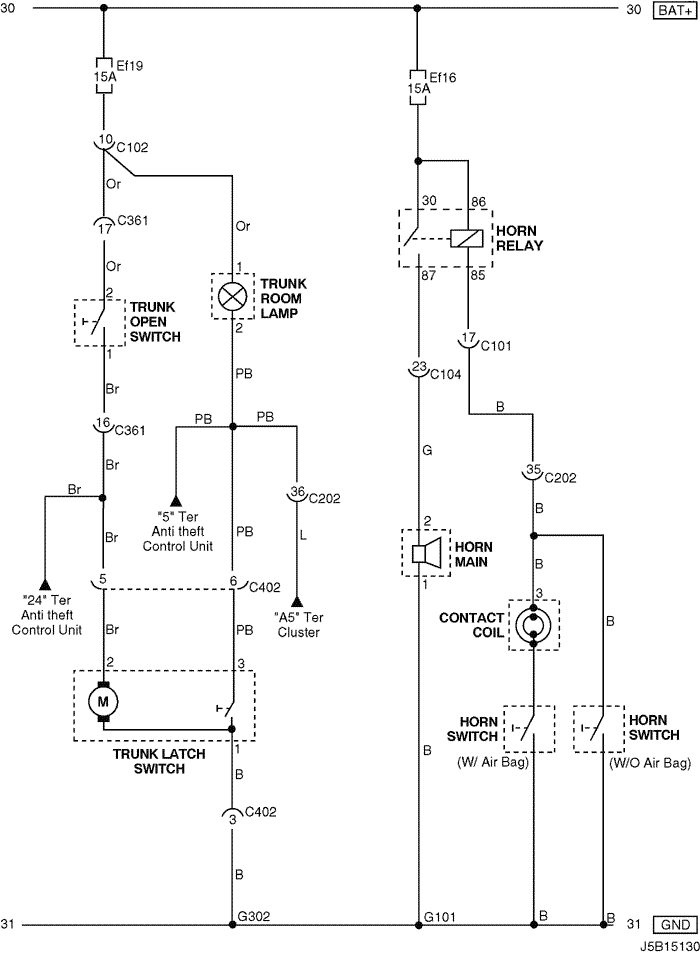 30
30 BAT+
Ef19
15A
Ef16
15A
10 C102
Or
17 C361
Or
Or
30
86
HORN
RELAY
87
85
2
TRUNK
OPEN
SWITCH
1
1
TRUNK
ROOM
LAMP
2
17 C101
23 C104
PB
Br
B
16 C361
PB
PB
G
Br
35 C202
Br
36 C202
B
"5" Ter
Anti theft
Control Unit
Br
PB
L
2
HORN
MAIN
1
B
5
6 C402
3
"24" Ter
Anti theft
Control Unit
"A5" Ter
Cluster
CONTACT
COIL
B
Br
PB
2
3
M
TRUNK LATCH
SWITCH
1
HORN
SWITCH
(W/ Air Bag)
HORN
SWITCH
(W/O Air Bag)
B
B
C402
3
B
G302
G101
B
B
31
31 GND
J5B15130